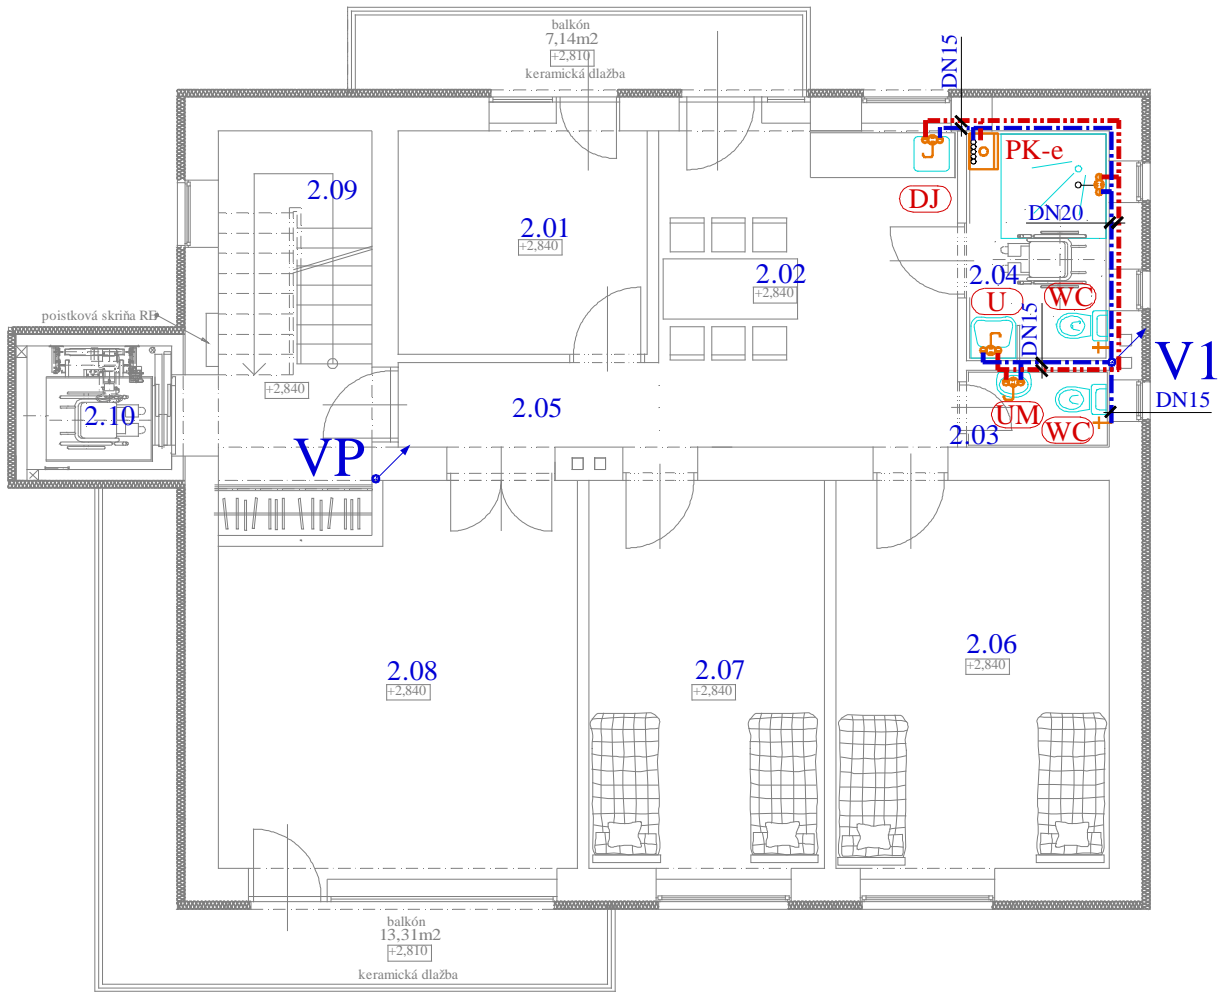 balkón
7,14m2
+2,810
keramická dlažba
DN15
PK-e
DJ
2.09
2.01
+2,840
2.02
+2,840
DN20
2.04
U
WC
DN15
poistková skriňa RE
V1
DN15
+2,840
2.10
2.05
UM
WC
2.03
VP
2.08
+2,840
2.07
+2,840
2.06
+2,840
balkón
13,31m2
+2,810
keramická dlažba